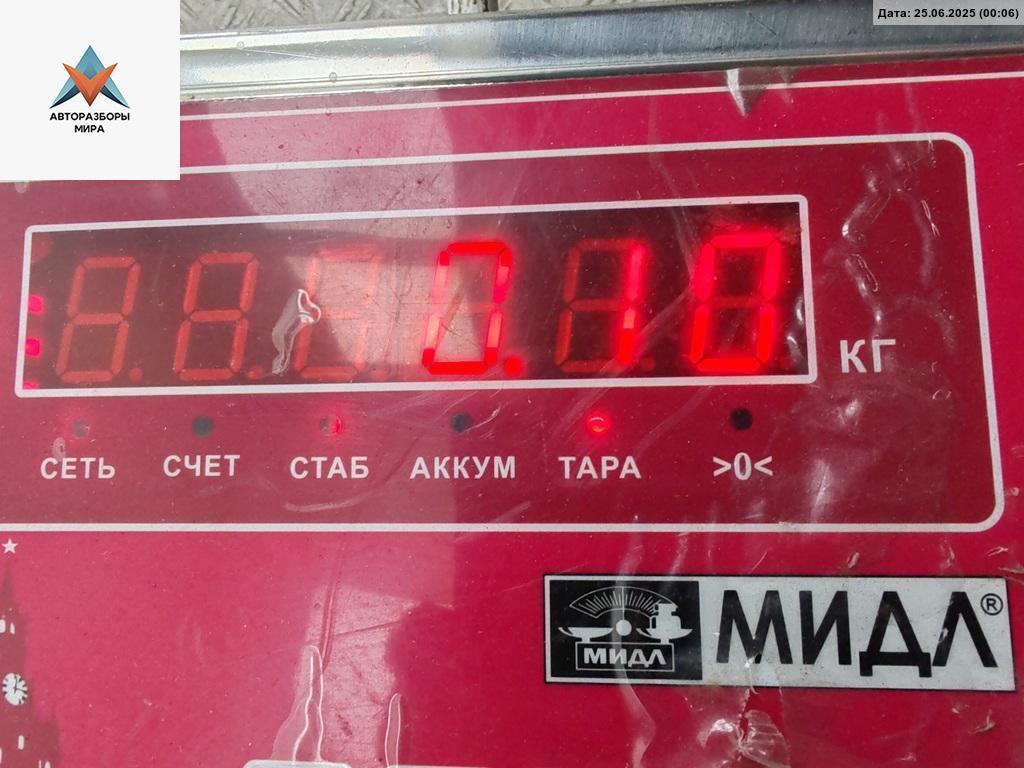 Дата: 25.06.2025 (00:06)
АВТОРАЗБОРЫ
МИРА
0.10
КГ
СЕТЬ СЧЕТ СТАБ АККУМ ТАРА >0<
МИДЛ МИДЛ®